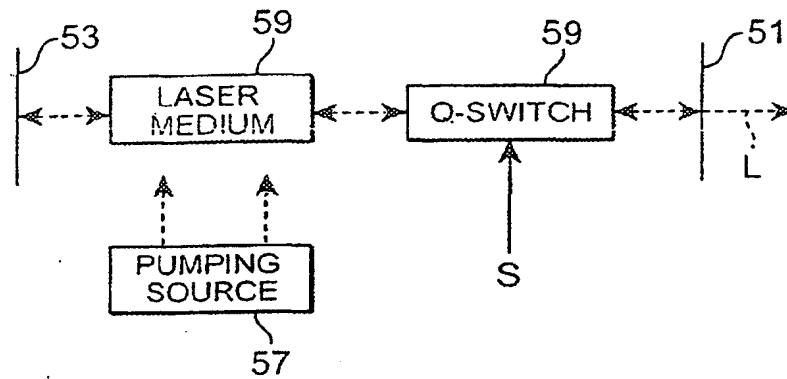 53
59
59
51
LASER
MEDIUM
Q-SWITCH
L
PUMPING
SOURCE
S
57